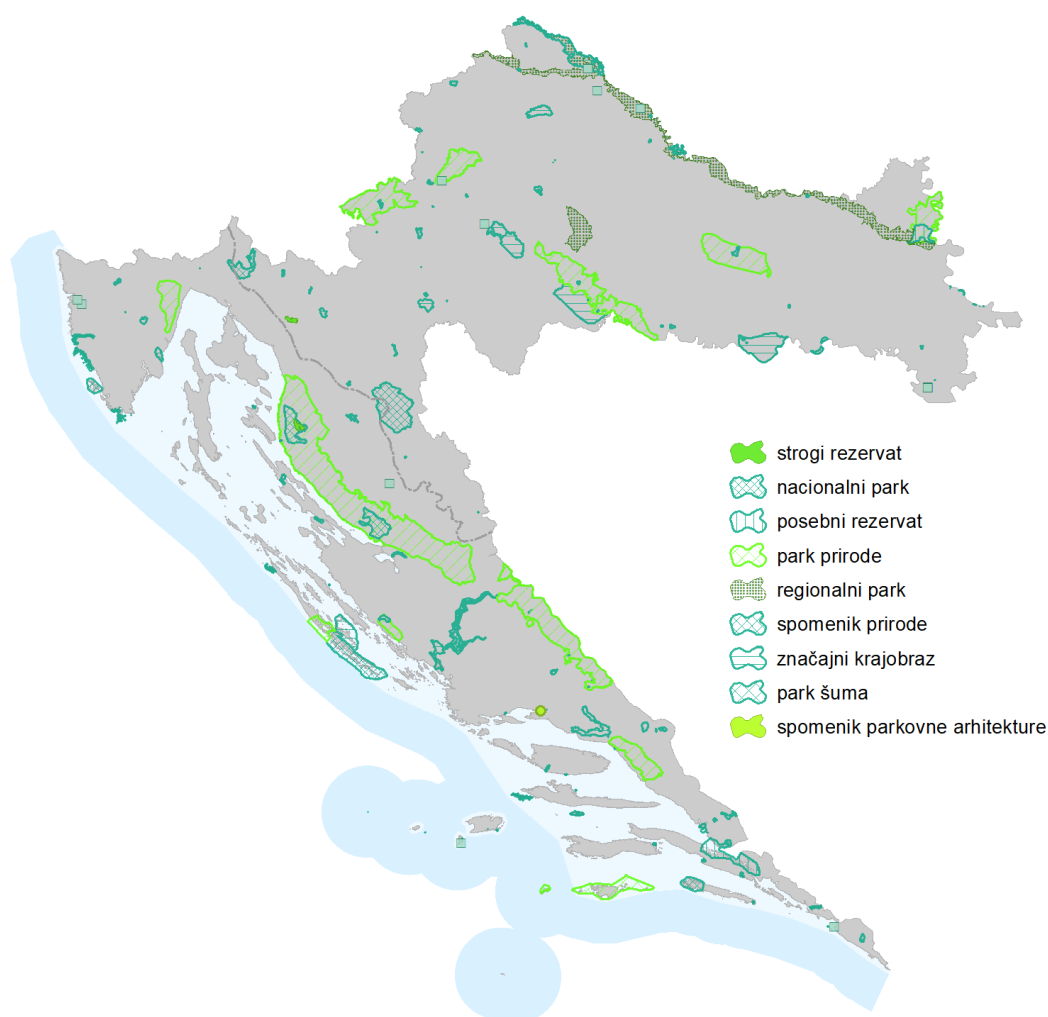 strogi rezervat
nacionalni park
posebni rezervat
park prirode
regionalni park
spomenik prirode
značajni krajobraz
park šuma
spomenik parkovne arhitekture